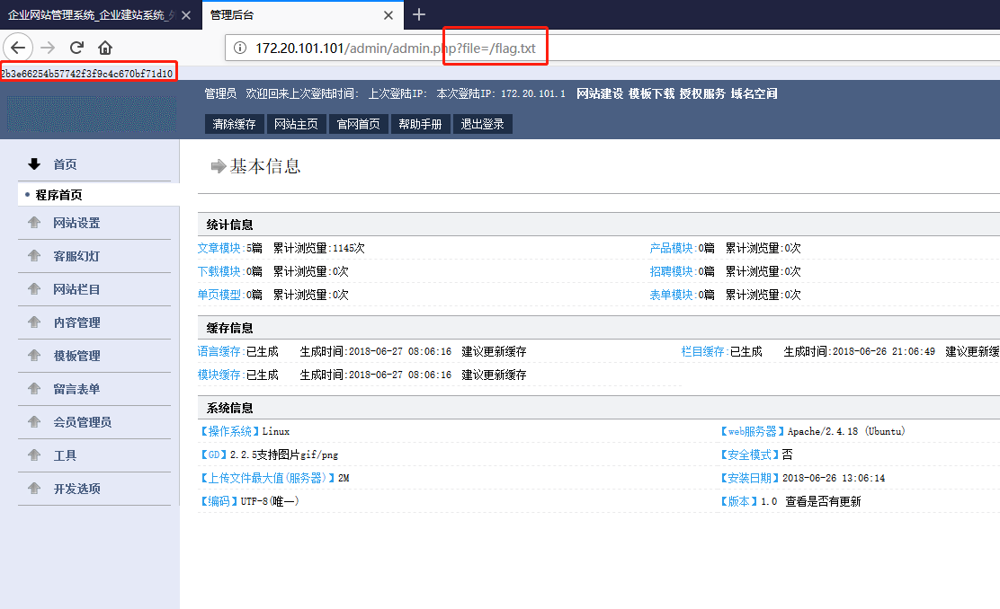 企业网站管理系统_企业建站系统_
管理后台
172.20.101.101/admin/admin.php?file=/flag.txt
2b3e66254b57742f3f9c4c670bf71d10
管理员 欢迎回来上次登陆时间: 上次登陆IP: 本次登陆IP: 172.20.101.1 网站建设 模板下载 授权服务 域名空间
清除缓存 网站主页 官网首页 帮助手册 退出登录
首页
程序首页
网站设置
客服幻灯
网站栏目
内容管理
模板管理
留言表单
会员管理员
工具
开发选项
基本信息
统计信息
文章模块:5篇 累计浏览量:1145次 产品模块:0篇 累计浏览量:0次
下载模块:0篇 累计浏览量:0次 招聘模块:0篇 累计浏览量:0次
单页模型:0篇 累计浏览量:0次 表单模块:0篇 累计浏览量:0次
缓存信息
语言缓存:已生成 生成时间:2018-06-27 08:06:16 建议更新缓存 栏目缓存:已生成 生成时间:2018-06-26 21:06:49 建议更新缓
模块缓存:已生成 生成时间:2018-06-27 08:06:16 建议更新缓存
系统信息
【操作系统】Linux 【web服务器】Apache/2.4.18 (Ubuntu)
【GD】2.2.5支持图片gif/png 【安全模式】否
【上传文件最大值(服务器)】2M 【安装日期】2018-06-26 13:06:14
【编码】UTF-8(唯一) 【版本】1.0 查看是否有更新